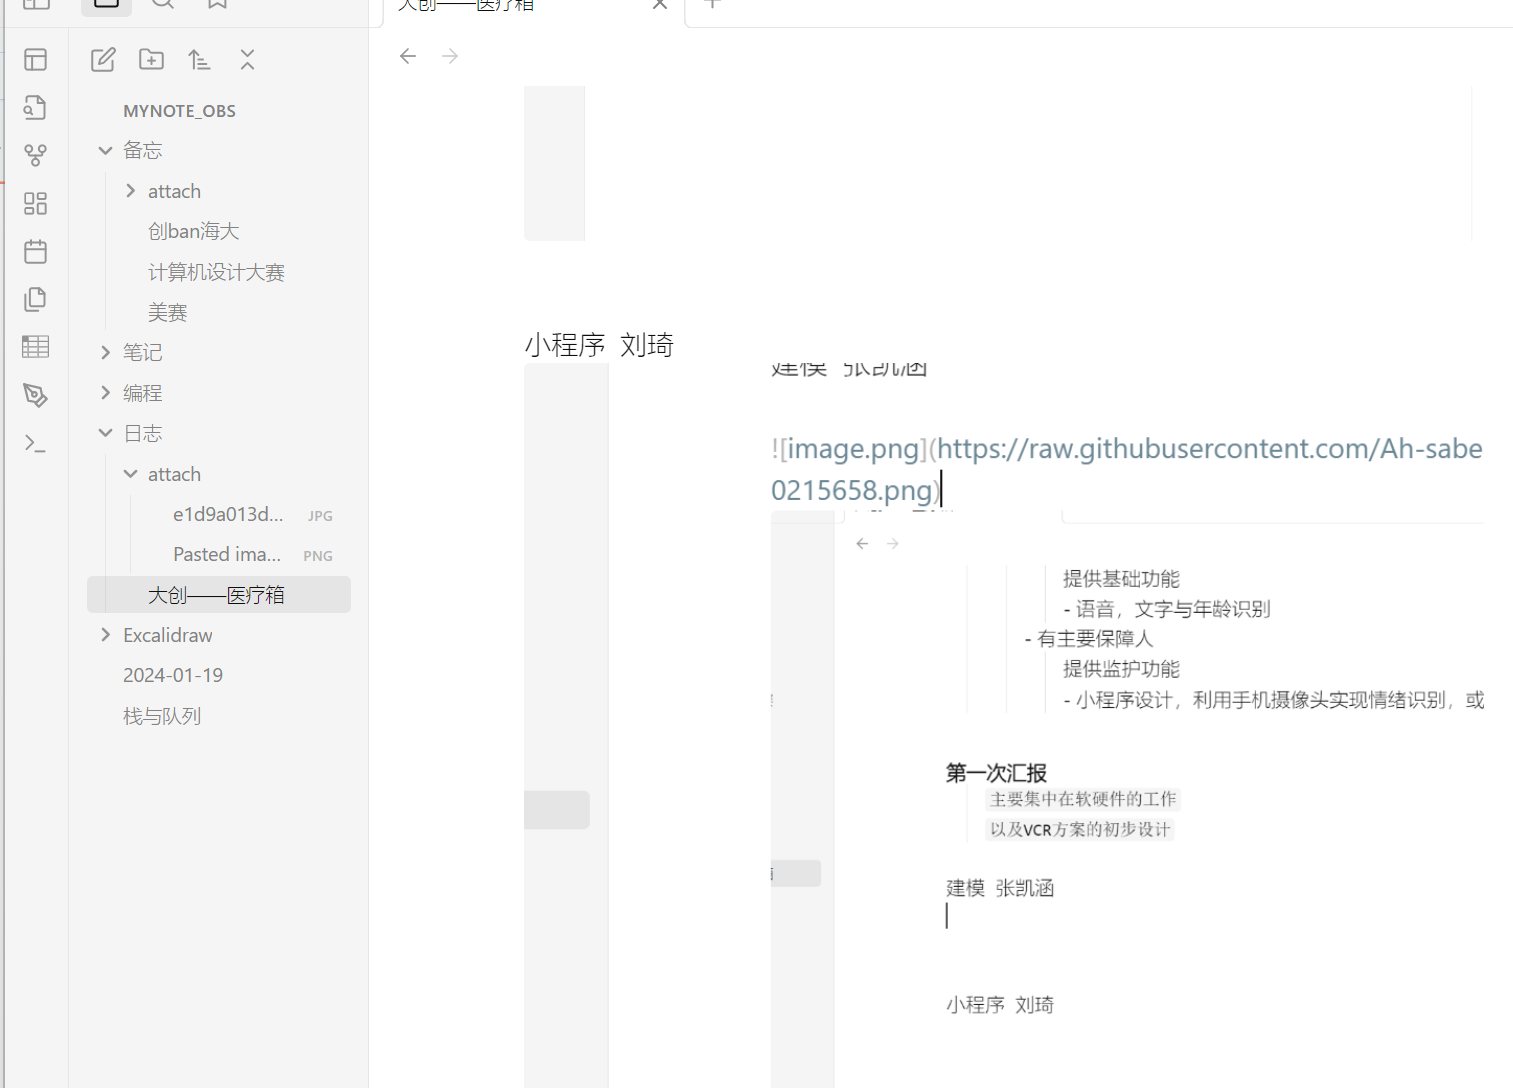 大创——医疗箱
MYNOTE_OBS
备忘
attach
创ban海大
计算机设计大赛
美赛
笔记
编程
日志
attach
e1d9a013d... JPG
Pasted ima... PNG
大创——医疗箱
Excalidraw
2024-01-19
栈与队列
小程序 刘琦
建模 张凯涵
![image.png](https://raw.githubusercontent.com/Ah-sabe
0215658.png)
提供基础功能
- 语音，文字与年龄识别
- 有主要保障人
提供监护功能
- 小程序设计，利用手机摄像头实现情绪识别，或
第一次汇报
主要集中在软硬件的工作
以及VCR方案的初步设计
建模 张凯涵
小程序 刘琦